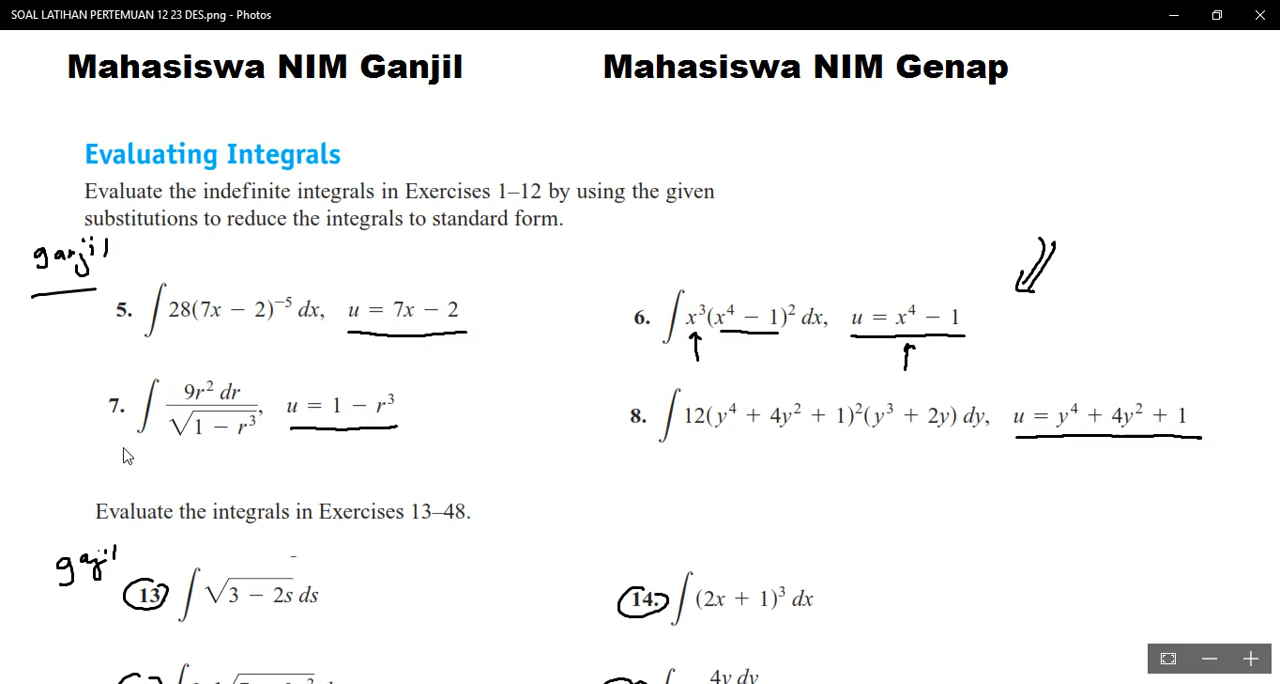 SOAL LATIHAN PERTEMUAN 12 23 DES.png - Photos
Mahasiswa NIM Ganjil
Mahasiswa NIM Genap
Evaluating Integrals
Evaluate the indefinite integrals in Exercises 1–12 by using the given
substitutions to reduce the integrals to standard form.
ganjil
5. ∫ 28(7x − 2)⁻⁵ dx, u = 7x − 2
6. ∫ x³(x⁴ − 1)² dx, u = x⁴ − 1
7. ∫ 9r² dr / √(1 − r³), u = 1 − r³
8. ∫ 12(y⁴ + 4y² + 1)²(y³ + 2y) dy, u = y⁴ + 4y² + 1
Evaluate the integrals in Exercises 13–48.
gajil
13. ∫ √(3 − 2s) ds
14. ∫ (2x + 1)³ dx
4y dy